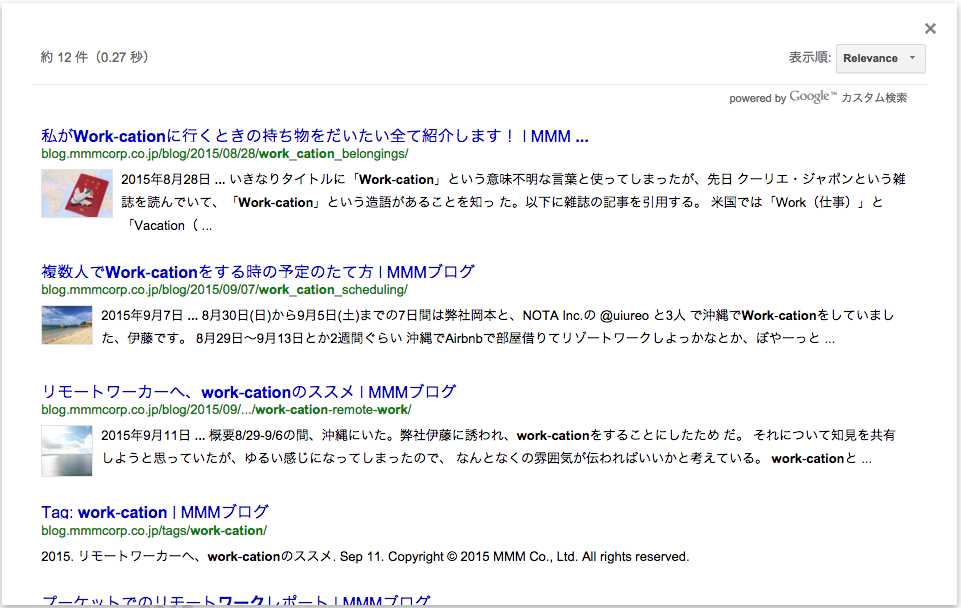 ×
約 12 件（0.27 秒）
表示順: Relevance
powered by Google™ カスタム検索
私がWork-cationに行くときの持ち物をだいたい全て紹介します！ | MMM ...
blog.mmmcorp.co.jp/blog/2015/08/28/work_cation_belongings/
2015年8月28日 ... いきなりタイトルに「Work-cation」という意味不明な言葉と使ってしまったが、先日 クーリエ・ジャポンという雑
誌を読んでいて、「Work-cation」という造語があることを知っ た。以下に雑誌の記事を引用する。 米国では「Work（仕事）」と
「Vacation（ ...
複数人でWork-cationをする時の予定のたて方 | MMMブログ
blog.mmmcorp.co.jp/blog/2015/09/07/work_cation_scheduling/
2015年9月7日 ... 8月30日(日)から9月5日(土)までの7日間は弊社岡本と、NOTA Inc.の @uiureo と3人 で沖縄でWork-cationをしていまし
た、伊藤です。 8月29日〜9月13日とか2週間ぐらい 沖縄でAirbnbで部屋借りてリゾートワークしよっかなとか、ぼやーっと ...
リモートワーカーへ、work-cationのススメ | MMMブログ
blog.mmmcorp.co.jp/blog/2015/09/.../work-cation-remote-work/
2015年9月11日 ... 概要8/29-9/6の間、沖縄にいた。弊社伊藤に誘われ、work-cationをすることにしたため だ。 それについて知見を共有
しようと思っていたが、ゆるい感じになってしまったので、 なんとなくの雰囲気が伝わればいいかと考えている。 work-cationと ...
Tag: work-cation | MMMブログ
blog.mmmcorp.co.jp/tags/work-cation/
2015. リモートワーカーへ、work-cationのススメ. Sep 11. Copyright © 2015 MMM Co., Ltd. All rights reserved.
プーケットでのリモートワークレポート | MMMブログ